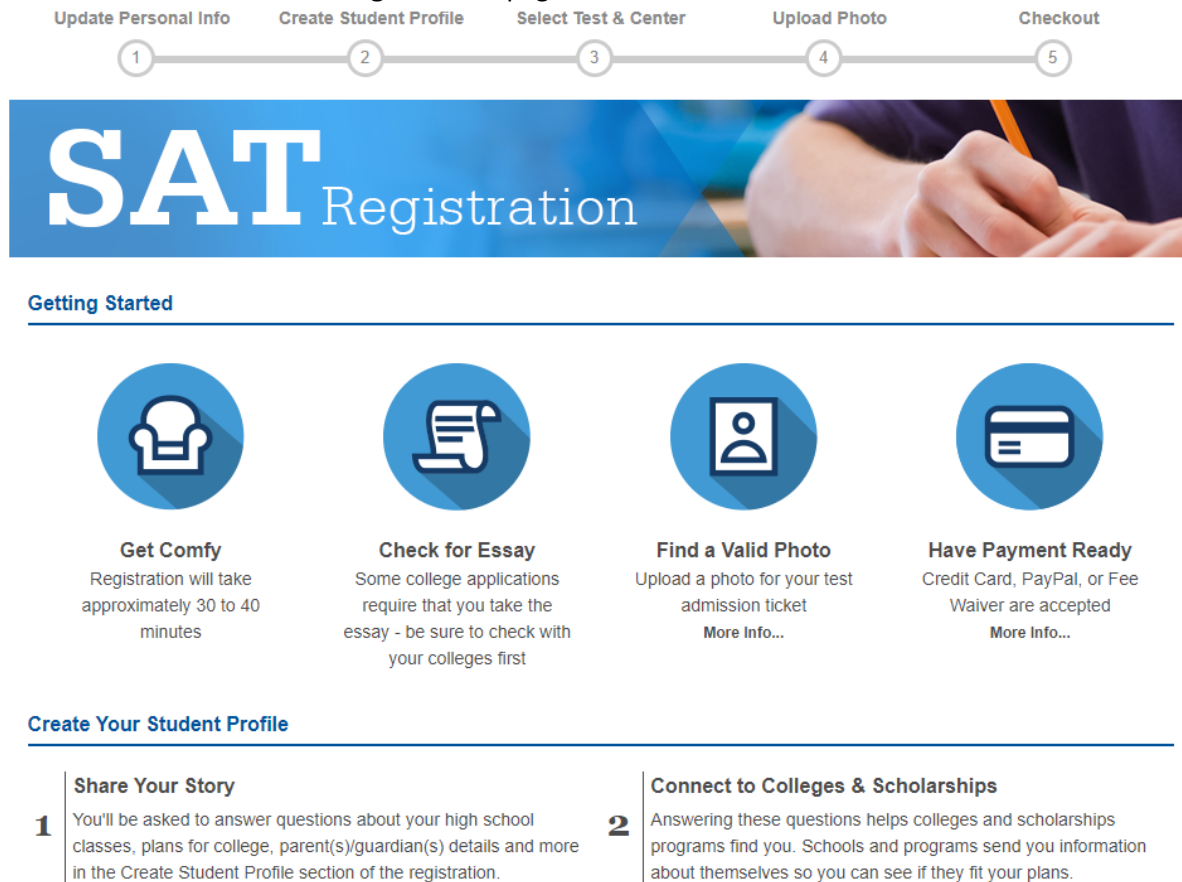 Update Personal Info Create Student Profile Select Test & Center Upload Photo Checkout
1 2 3 4 5
SAT Registration
Getting Started
Get Comfy
Registration will take
approximately 30 to 40
minutes
Check for Essay
Some college applications
require that you take the
essay - be sure to check with
your colleges first
Find a Valid Photo
Upload a photo for your test
admission ticket
More Info...
Have Payment Ready
Credit Card, PayPal, or Fee
Waiver are accepted
More Info...
Create Your Student Profile
1
Share Your Story
You'll be asked to answer questions about your high school
classes, plans for college, parent(s)/guardian(s) details and more
in the Create Student Profile section of the registration.
2
Connect to Colleges & Scholarships
Answering these questions helps colleges and scholarships
programs find you. Schools and programs send you information
about themselves so you can see if they fit your plans.